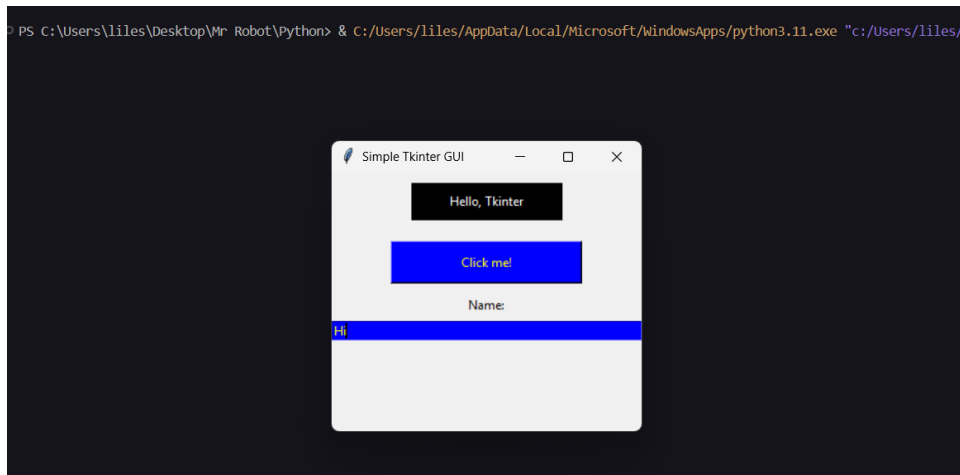 PS C:\Users\liles\Desktop\Mr Robot\Python> & C:/Users/liles/AppData/Local/Microsoft/WindowsApps/python3.11.exe "c:/Users/liles/
Simple Tkinter GUI
Hello, Tkinter
Click me!
Name:
Hi